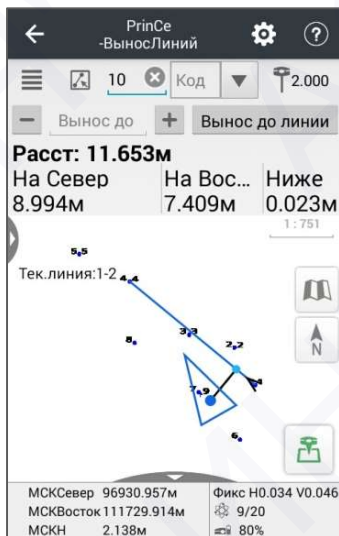 PrinCe
-ВыносЛиний
10 Код 2.000
Вынос до Вынос до линии
Расст: 11.653м
На Север На Вос... Ниже
8.994м 7.409м 0.023м
1 : 751
5,5
Тек.линия:1-2 4,4
3,3
8,
2,2
7,9
6,
N
МСКСевер 96930.957м Фикс H0.034 V0.046
МСКВосток 111729.914м 9/20
МСКН 2.138м 80%